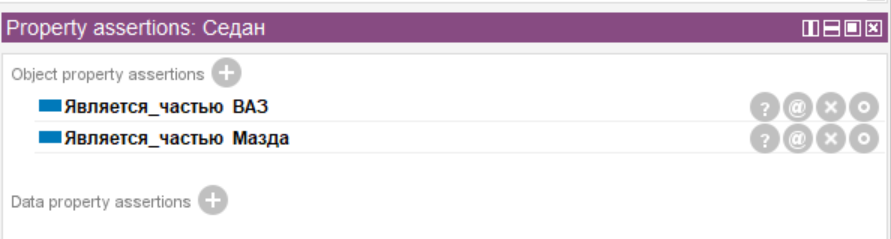 Property assertions: Седан
Object property assertions
Является_частью ВАЗ
Является_частью Мазда
Data property assertions